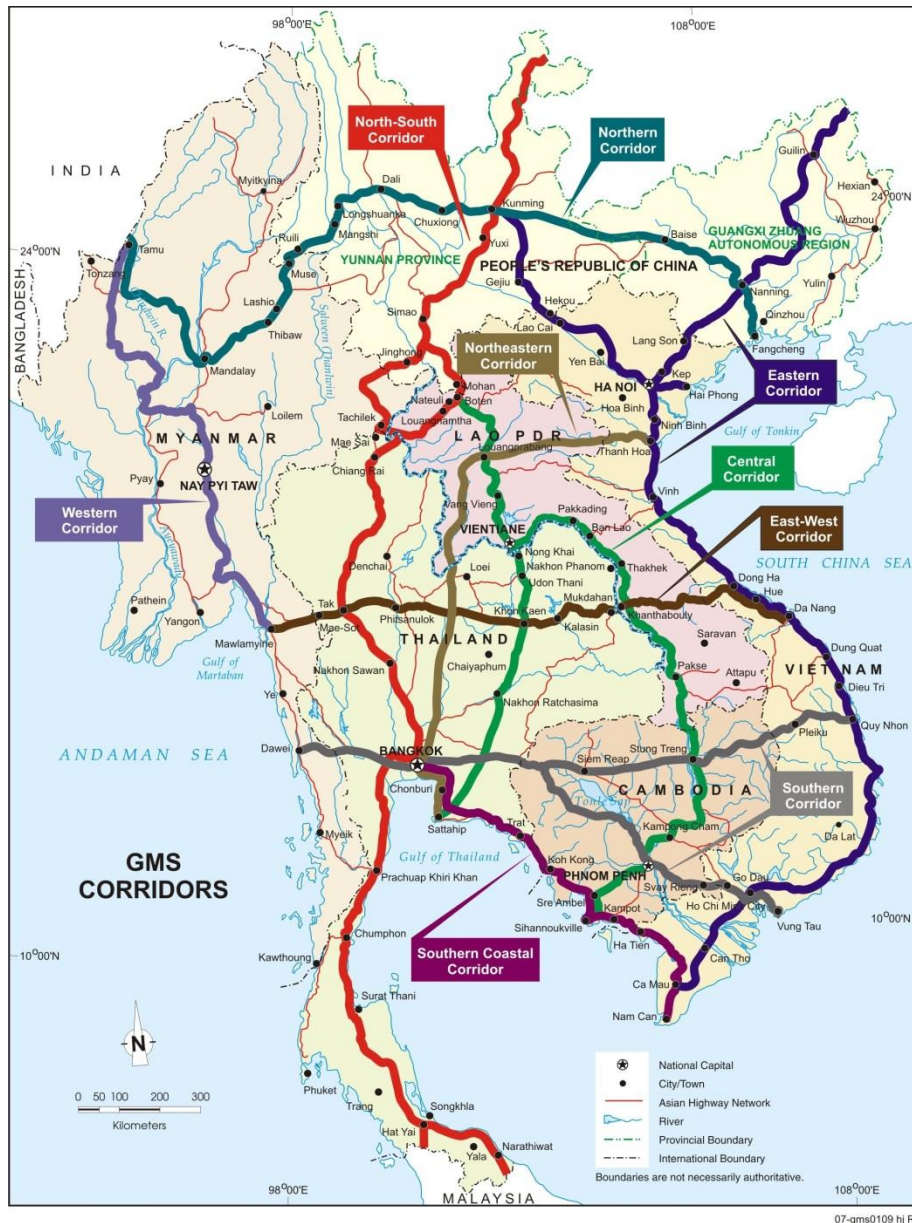 98°00'E
108°00'E
North-South
Corridor
Northern
Corridor
INDIA
Guilin
Myitkyina
Dali
Hexian
24°00'N
Longshuanka
Kunming
Chuxiong
Wuzhou
Mangshi
GUANGXI ZHUANG
AUTONOMOUS REGION
24°00'N
Tamu
Ruili
Yuxi
Baise
Tonzang
Muse
YUNNAN PROVINCE
PEOPLE'S REPUBLIC OF CHINA
Gejiu
Nanning
Yulin
BANGLADESH
Lashio
Hekou
Qinzhou
Salween (Thanlwin)
Simao
Lao Cai
Thibaw
Lang Son
Fangcheng
Northeastern
Corridor
Yen Bai
Mandalay
Jinghong
Kep
Eastern
Corridor
Mohan
HA NOI
Hai Phong
Nateuli
Boten
Hoa Binh
Loilem
Tachilek
Louangnamtha
Ninh Binh
Gulf of Tonkin
MYANMAR
Mae Sai
LAO PDR
Louangprabang
Thanh Hoa
Chiang Rai
NAY PYI TAW
Central
Corridor
Pyay
Vang Vieng
Vinh
Western
Corridor
Pakkading
VIENTIANE
Ban Lao
East-West
Corridor
Ayeyawady
Nong Khai
Denchai
Loei
Nakhon Phanom
Thakhek
SOUTH CHINA SEA
Udon Thani
Dong Ha
Hue
Pathein
Yangon
Tak
Mukdahan
Khon Kaen
Da Nang
Phitsanulok
Khanthabouly
Mae-Sot
Kalasin
Mawlamyine
THAILAND
Saravan
Dung Quat
Gulf of
Martaban
Chaiyaphum
Nakhon Sawan
Pakse
VIETNAM
Attapu
Dieu Tri
Ye
Nakhon Ratchasima
Quy Nhon
Pleiku
ANDAMAN SEA
Dawei
BANGKOK
Stung Treng
Siem Reap
CAMBODIA
Southern
Corridor
Chonburi
Tonle Sap
Sattahip
Kampong Cham
Myeik
Trat
Da Lat
GMS
CORRIDORS
Gulf of Thailand
Koh Kong
PHNOM PENH
Prachuap Khiri Khan
Go Dau
Svay Rieng
Sre Ambel
Ho Chi Minh City
Kampot
Vung Tau
10°00'N
Sihannoukville
Chumphon
Southern Coastal
Corridor
Ha Tien
10°00'N
Can Tho
Kawthoung
Ca Mau
Surat Thani
Nam Can
N
National Capital
City/Town
0 50 100 200 300
Kilometers
Phuket
Asian Highway Network
Trang
Songkhla
River
Hat Yai
Provincial Boundary
Narathiwat
International Boundary
Yala
Boundaries are not necessarily authoritative.
98°00'E
MALAYSIA
108°00'E
07-gms0109 hi R